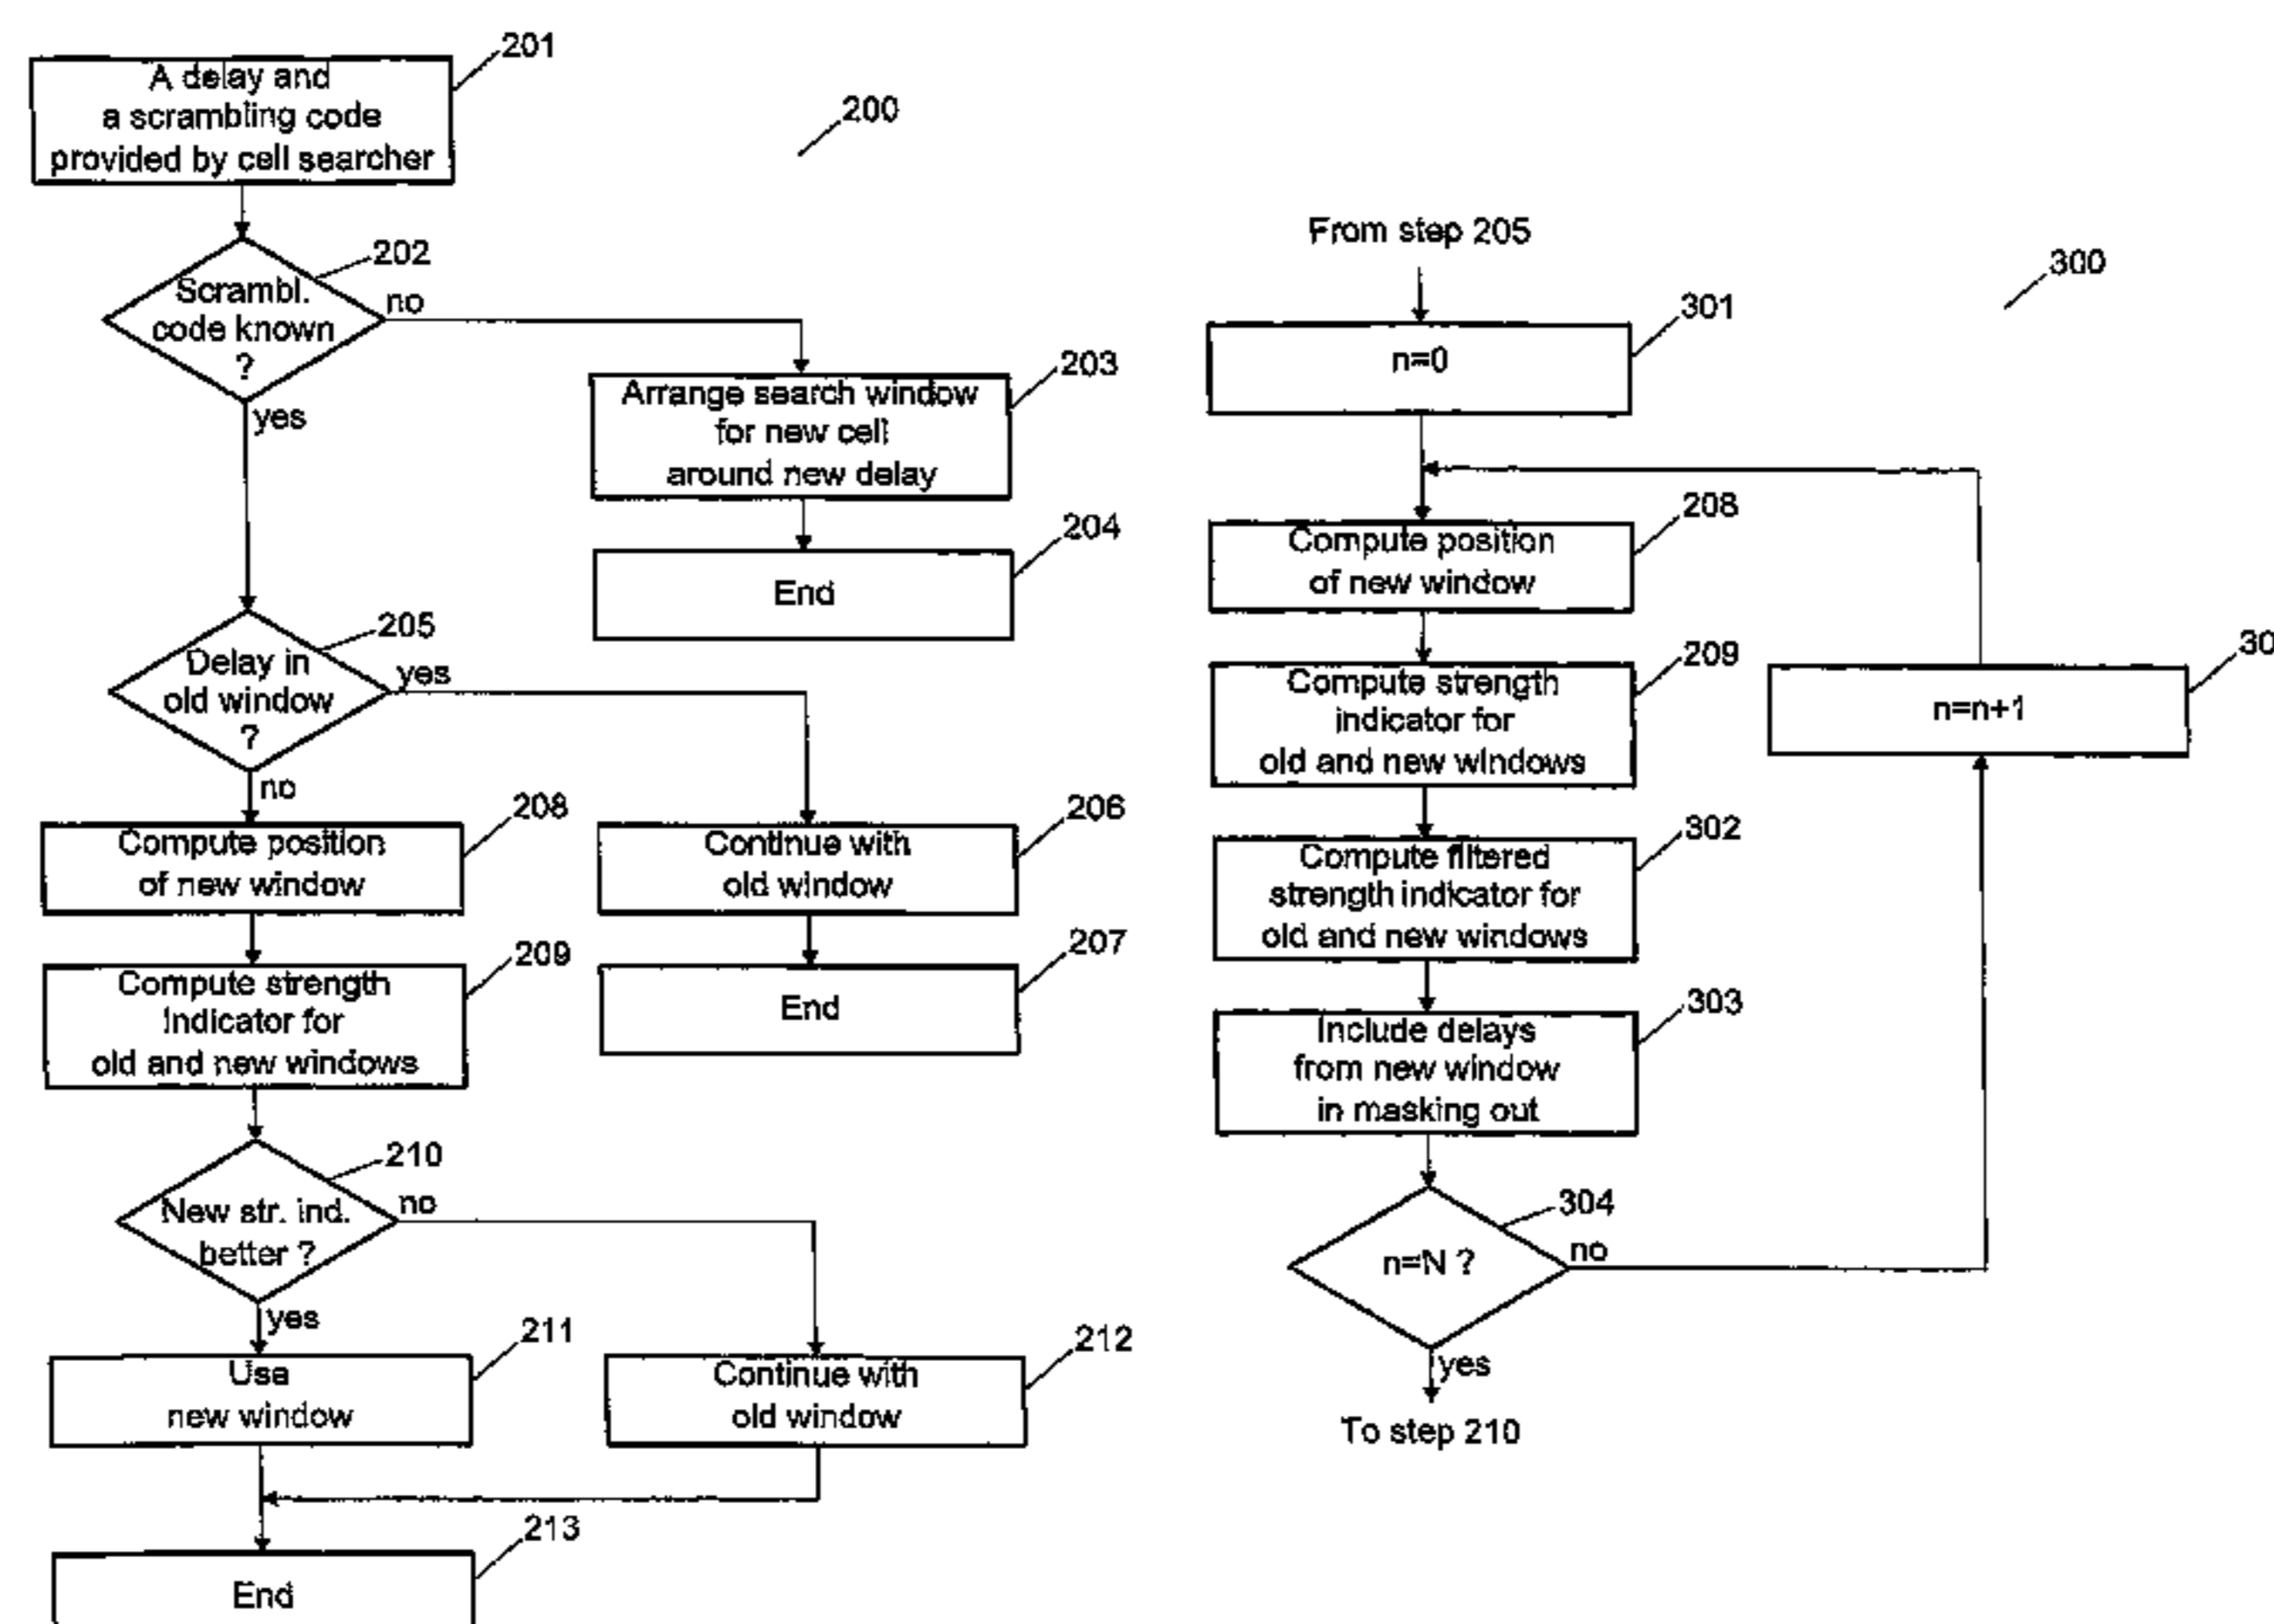 201
A delay and
a scrambling code
provided by cell searcher
200
202
Scrambl.
code known
?
no
yes
203
Arrange search window
for new cell
around new delay
204
End
205
Delay in
old window
?
yes
no
208
Compute position
of new window
206
Continue with
old window
209
Compute strength
indicator for
old and new windows
207
End
210
New str. ind.
better ?
no
yes
211
Use
new window
212
Continue with
old window
213
End
From step 205
300
301
n=0
208
Compute position
of new window
209
Compute strength
indicator for
old and new windows
30
n=n+1
302
Compute filtered
strength indicator for
old and new windows
303
Include delays
from new window
in masking out
304
n=N ?
no
yes
To step 210